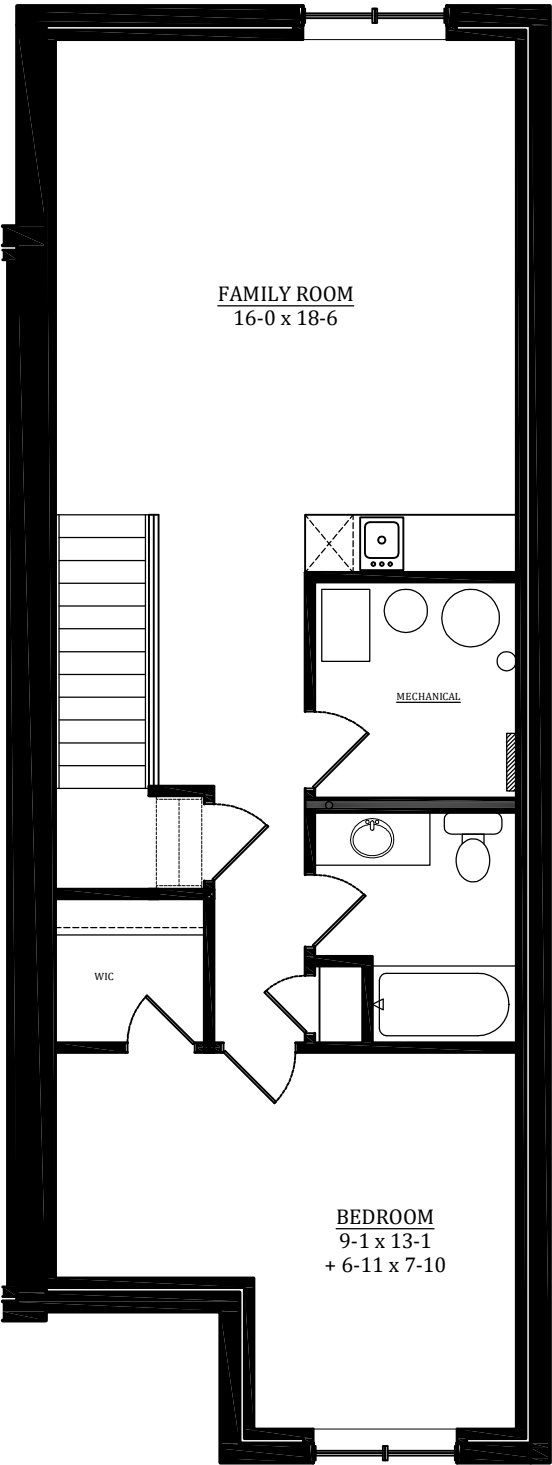 FAMILY ROOM
16-0 x 18-6
MECHANICAL
WIC
BEDROOM
9-1 x 13-1
+ 6-11 x 7-10